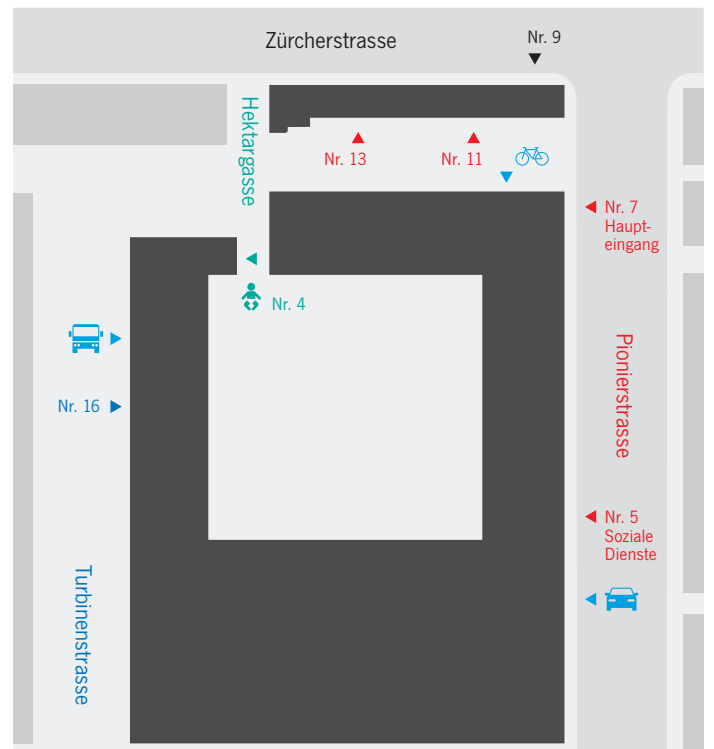 Zürcherstrasse
Nr. 9
Hektargasse
Nr. 13
Nr. 11
Nr. 7
Haupt-
eingang
Nr. 4
Pionierstrasse
Nr. 16
Nr. 5
Soziale
Dienste
Turbinenstrasse